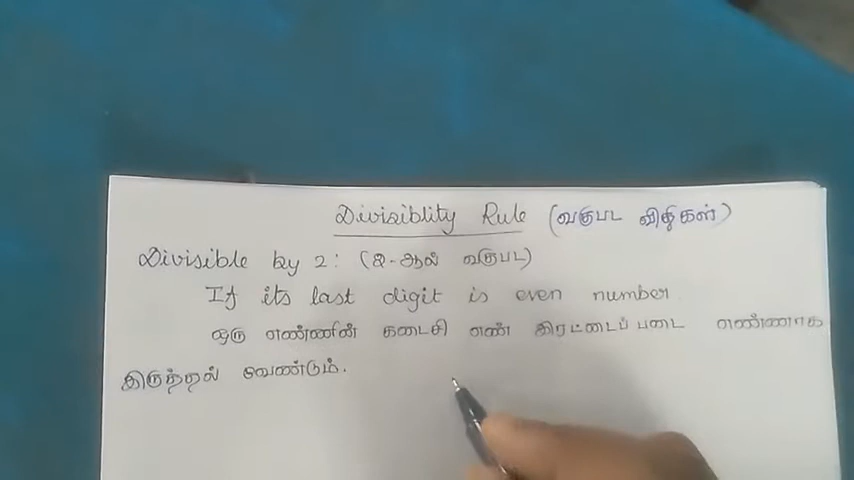 Divisiblity Rule (வகுபட விதிகள்)
Divisible by 2: (2-ஆல் வகுபட)
If its last digit is even number
ஒரு எண்ணின் கடைசி எண் இரட்டைப் படை எண்ணாக
இருத்தல் வேண்டும்.